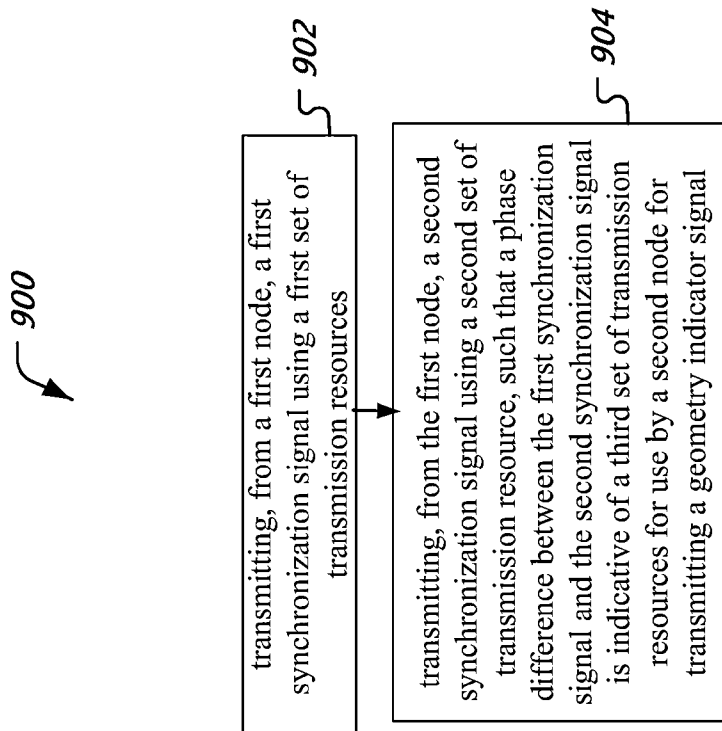 900
902
transmitting, from a first node, a first
synchronization signal using a first set of
transmission resources
904
transmitting, from the first node, a second
synchronization signal using a second set of
transmission resource, such that a phase
difference between the first synchronization
signal and the second synchronization signal
is indicative of a third set of transmission
resources for use by a second node for
transmitting a geometry indicator signal